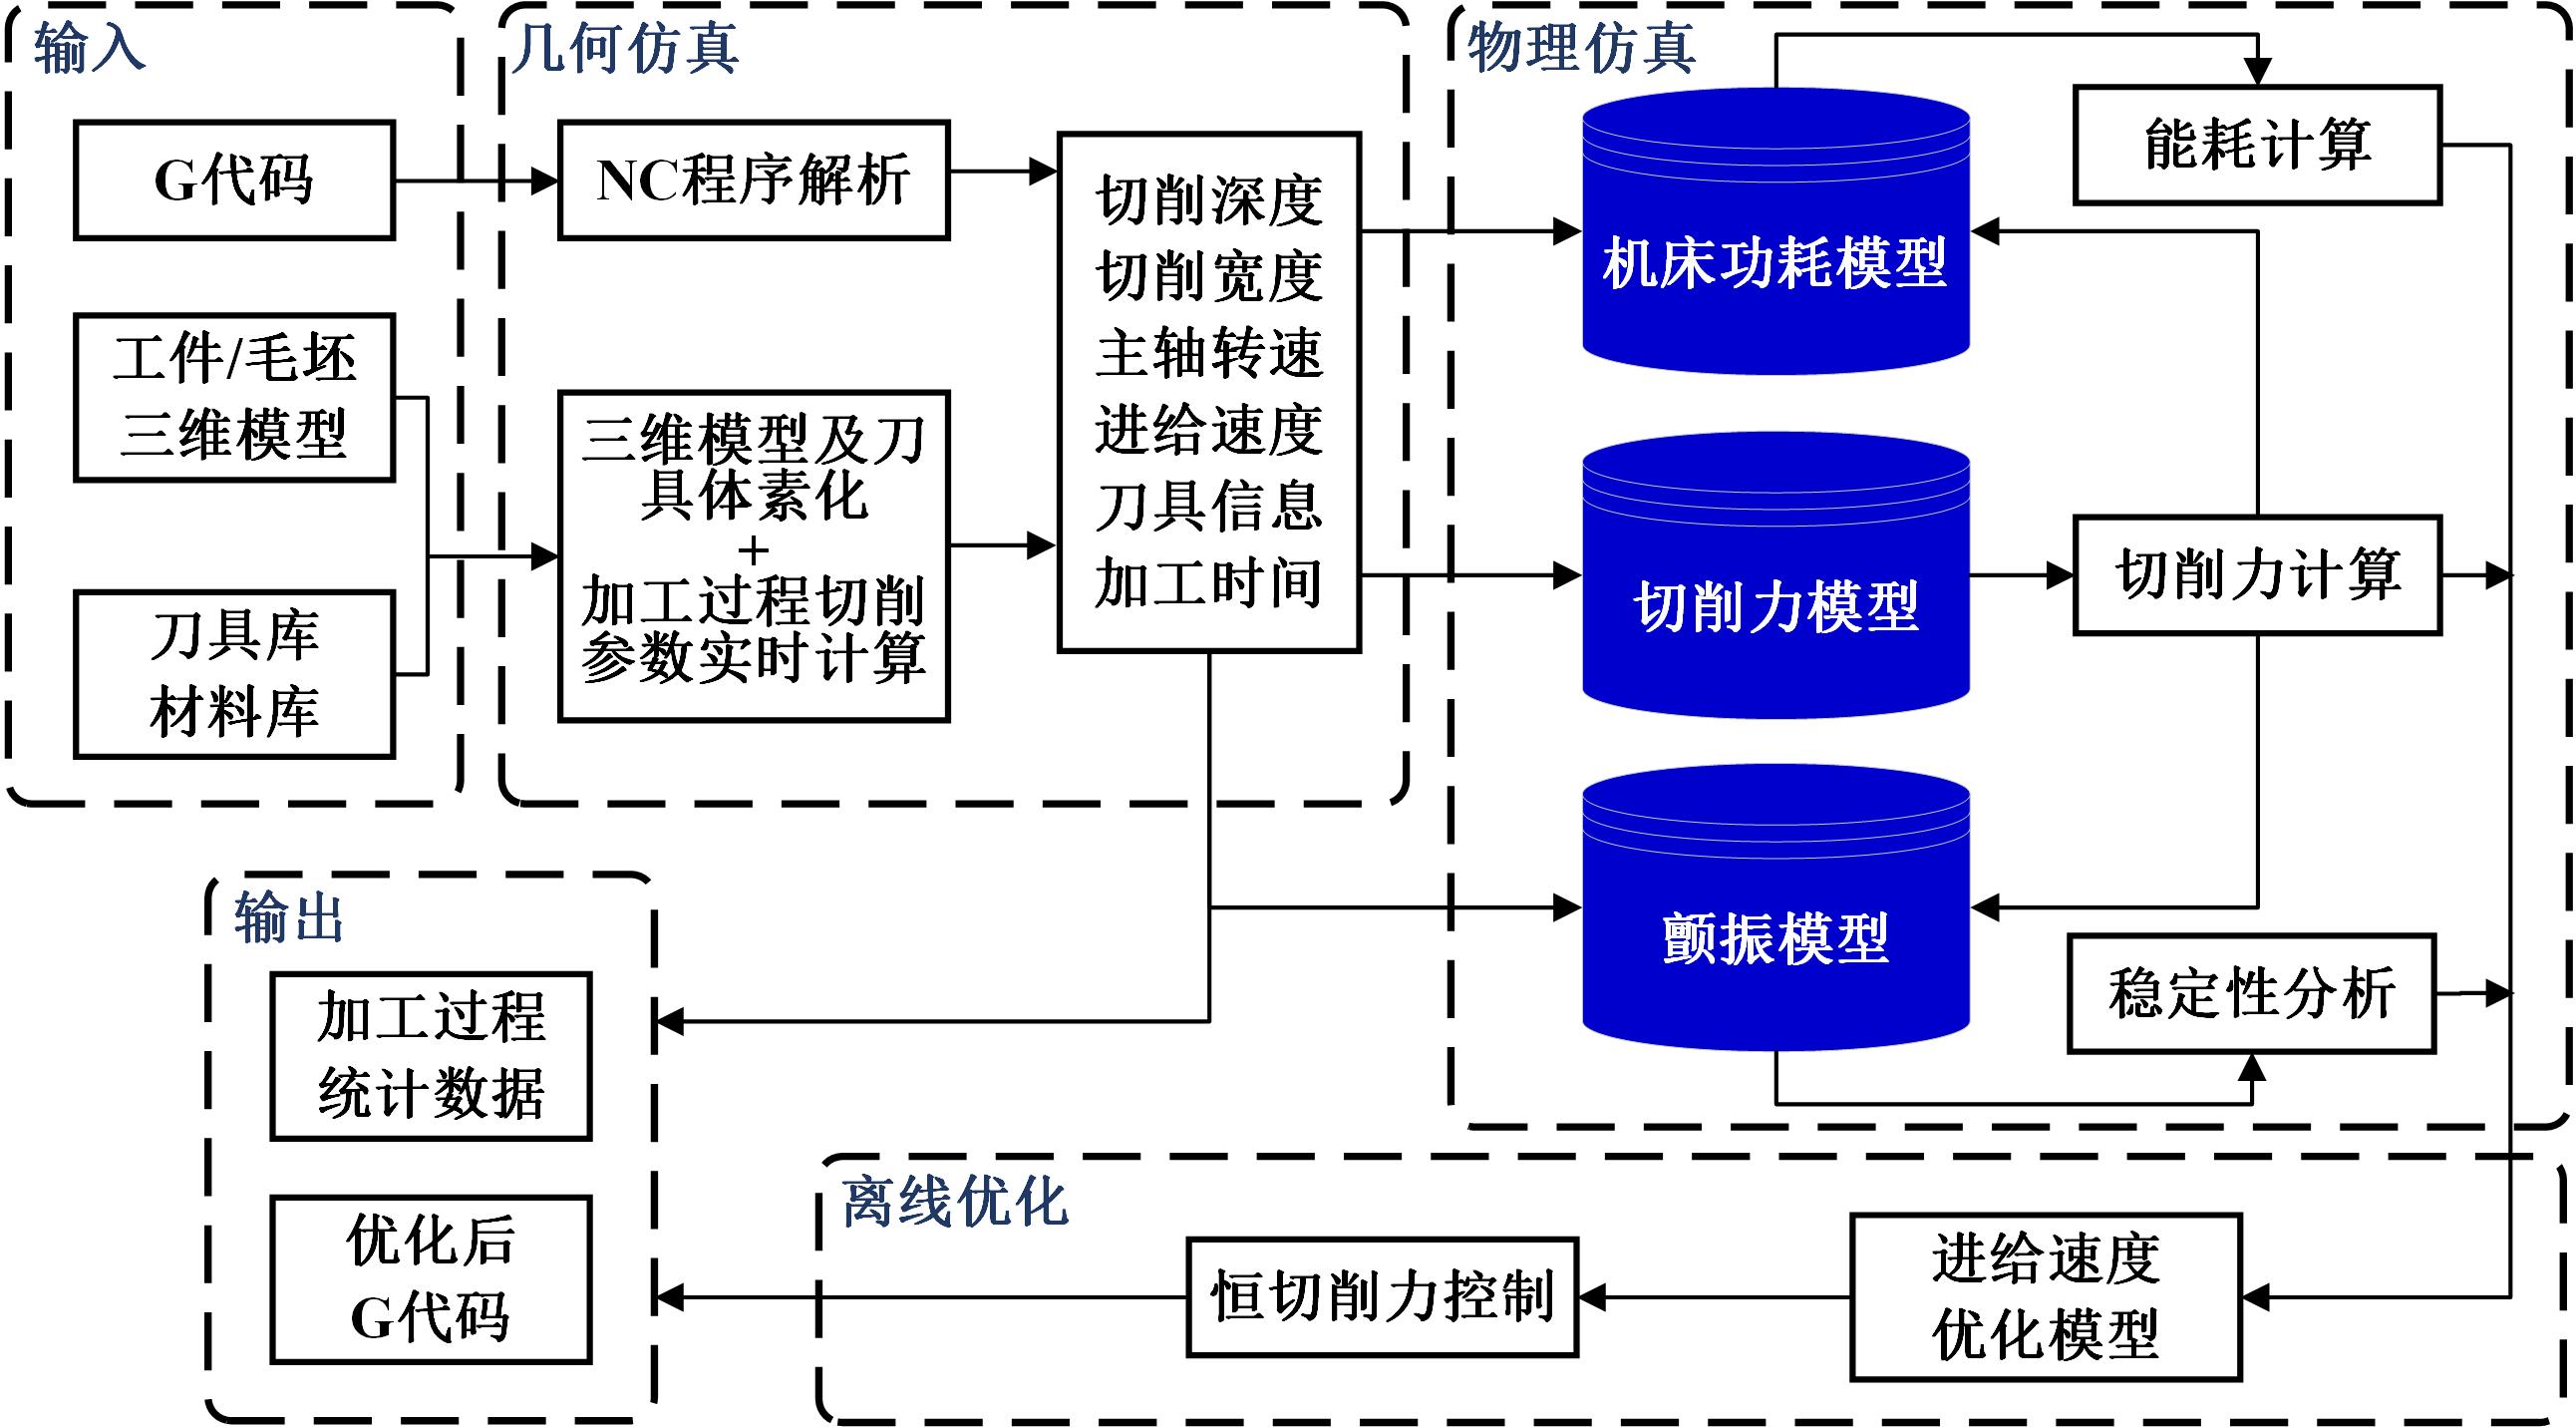 输入
G代码
工件/毛坯
三维模型
刀具库
材料库
几何仿真
NC程序解析
三维模型及刀
具体素化
+
加工过程切削
参数实时计算
切削深度
切削宽度
主轴转速
进给速度
刀具信息
加工时间
物理仿真
机床功耗模型
能耗计算
切削力模型
切削力计算
颤振模型
稳定性分析
离线优化
进给速度
优化模型
恒切削力控制
输出
加工过程
统计数据
优化后
G代码